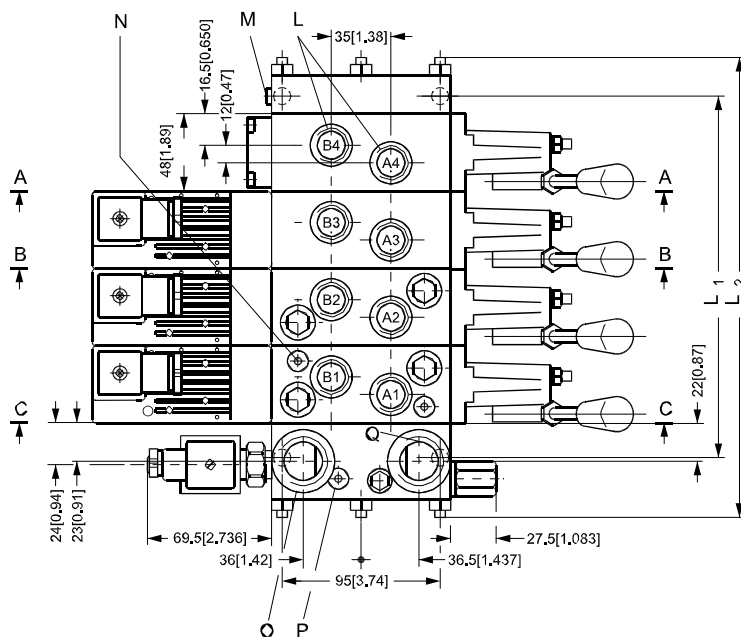 N
M
L
35[1.38]
16.5[0.650]
12[0.47]
48[1.89]
B4
A4
A
A
B3
A3
B
B
L 1
L 2
B2
A2
B1
A1
22[0.87]
C
C
24[0.94]
23[0.91]
69.5[2.736]
27.5[1.083]
36[1.42]
36.5[1.437]
95[3.74]
P